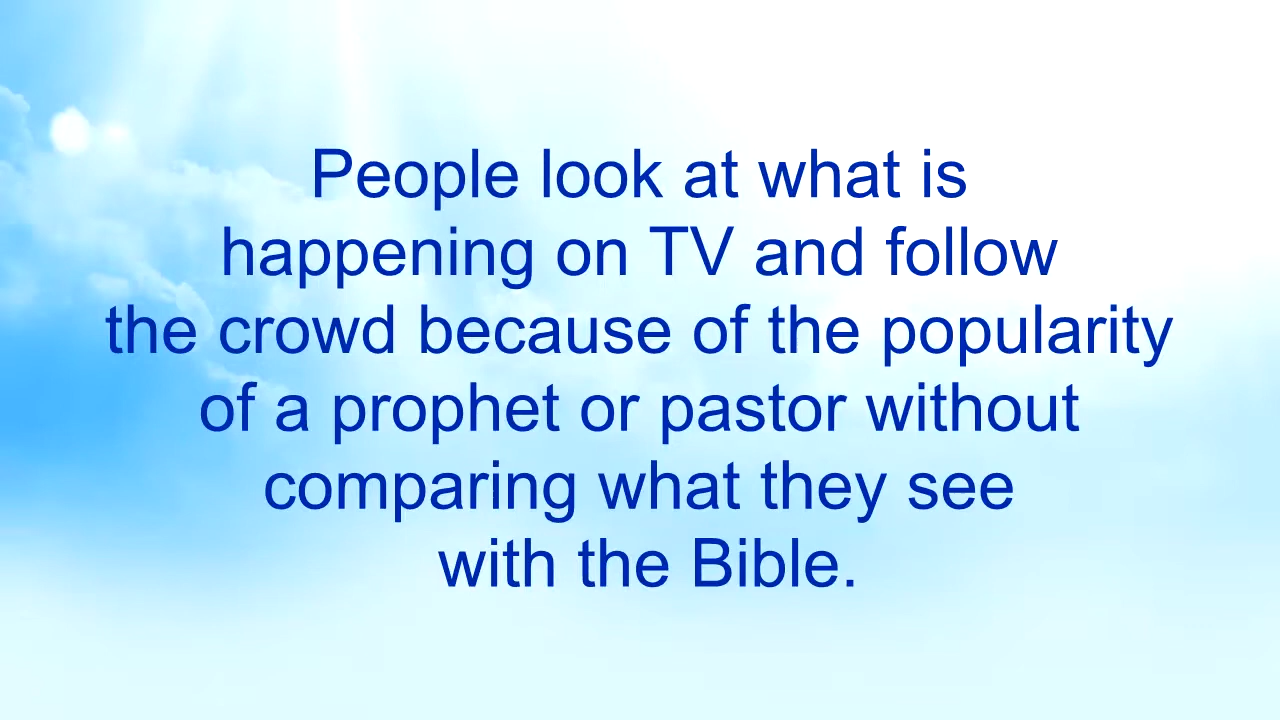 People look at what is
happening on TV and follow
the crowd because of the popularity
of a prophet or pastor without
comparing what they see
with the Bible.